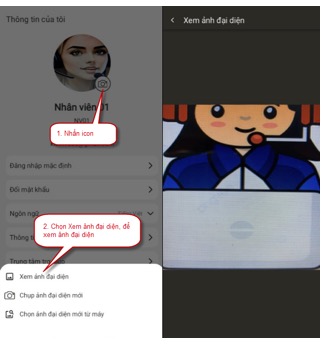 Thông tin của tôi
Nhân viên 01
NV01
1. Nhấn icon
Đăng nhập mặc định
Đổi mật khẩu
Ngôn ngữ
2. Chọn Xem ảnh đại diện, để
xem ảnh đại diện
Thông
Trung tâm trợ
Xem ảnh đại diện
Chụp ảnh đại diện mới
Chọn ảnh đại diện mới từ máy
Xem ảnh đại diện